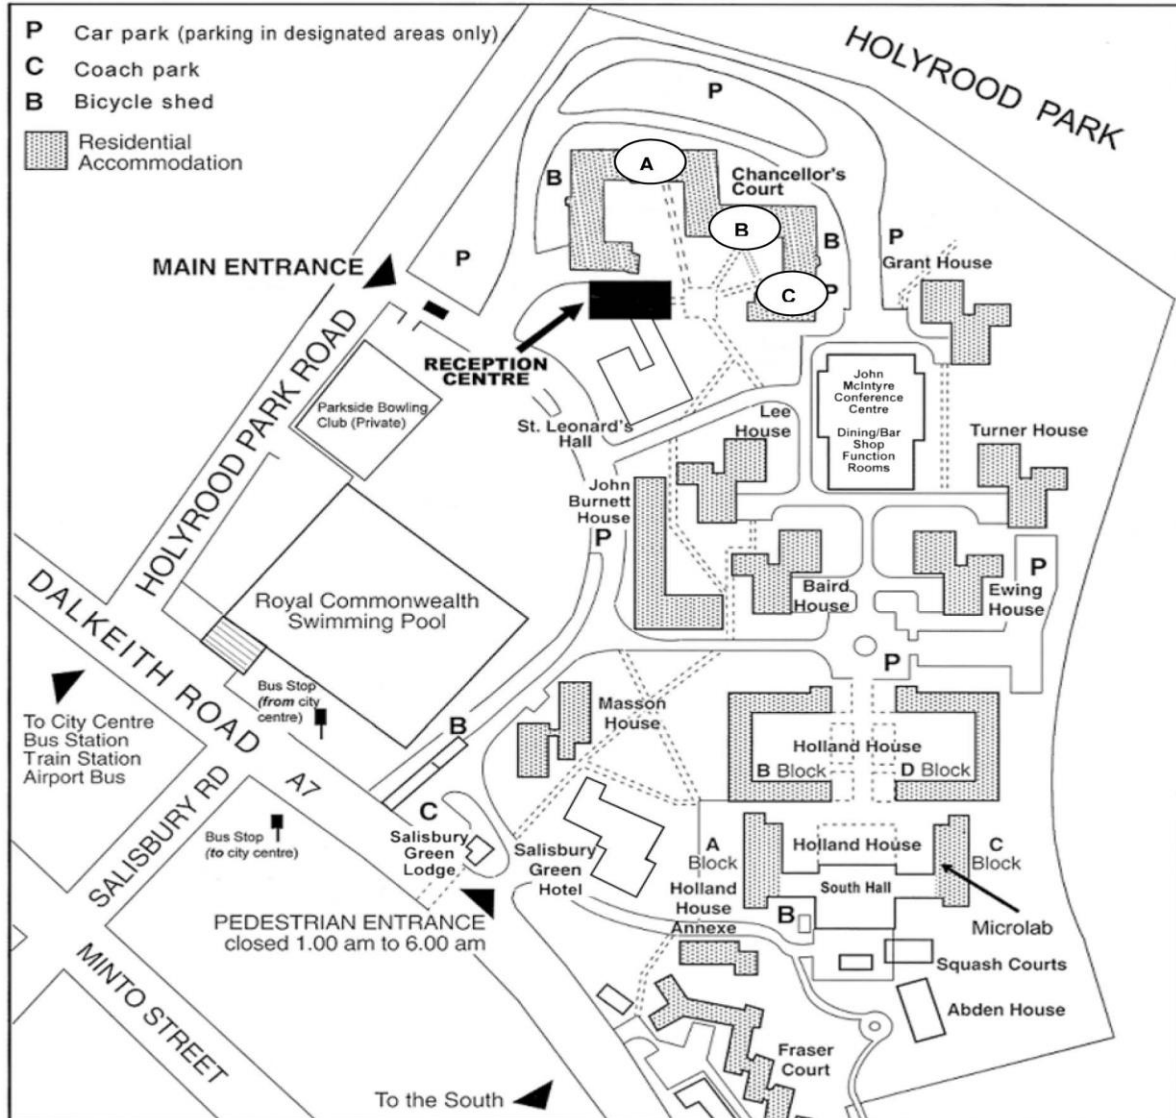 P Car park (parking in designated areas only)
C Coach park
B Bicycle shed
Residential
Accommodation
HOLYROOD PARK
P
A
B
Chancellor's
Court
B
B
P
P
Grant House
MAIN ENTRANCE
C
P
RECEPTION
CENTRE
HOLYROOD PARK ROAD
Parkside Bowling
Club (Private)
St. Leonard's
Hall
Lee
House
John
McIntyre
Conference
Centre
Dining/Bar
Shop
Function
Rooms
Turner House
John
Burnett
House
P
Baird
House
P
Ewing
House
Royal Commonwealth
Swimming Pool
DALKEITH ROAD
A7
P
Bus Stop
(from city
centre)
To City Centre
Bus Station
Train Station
Airport Bus
B
Masson
House
Holland House
B Block
D Block
SALISBURY RD
Bus Stop
(to city centre)
C
Salisbury
Green
Lodge
Salisbury
Green
Hotel
A
Block
Holland House
C
Block
South Hall
Holland
House
Annexe
B
Microlab
PEDESTRIAN ENTRANCE
closed 1.00 am to 6.00 am
Squash Courts
Abden House
MINTO STREET
Fraser
Court
To the South